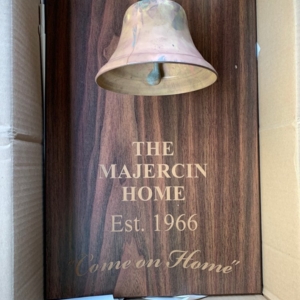 THE
MAJERCIN
HOME
Est. 1966
"Come on Home"